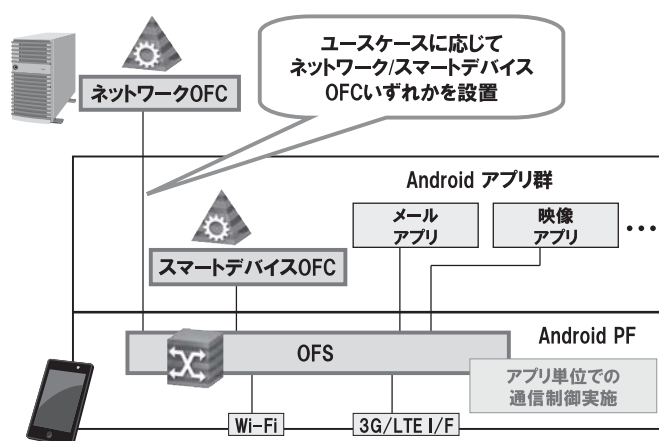 ユースケースに応じて
ネットワーク/スマートデバイス
OFCいずれかを設置
ネットワークOFC
Android アプリ群
メール
アプリ
映像
アプリ
•••
スマートデバイスOFC
Android PF
OFS
アプリ単位での
通信制御実施
Wi-Fi
3G/LTE I/F